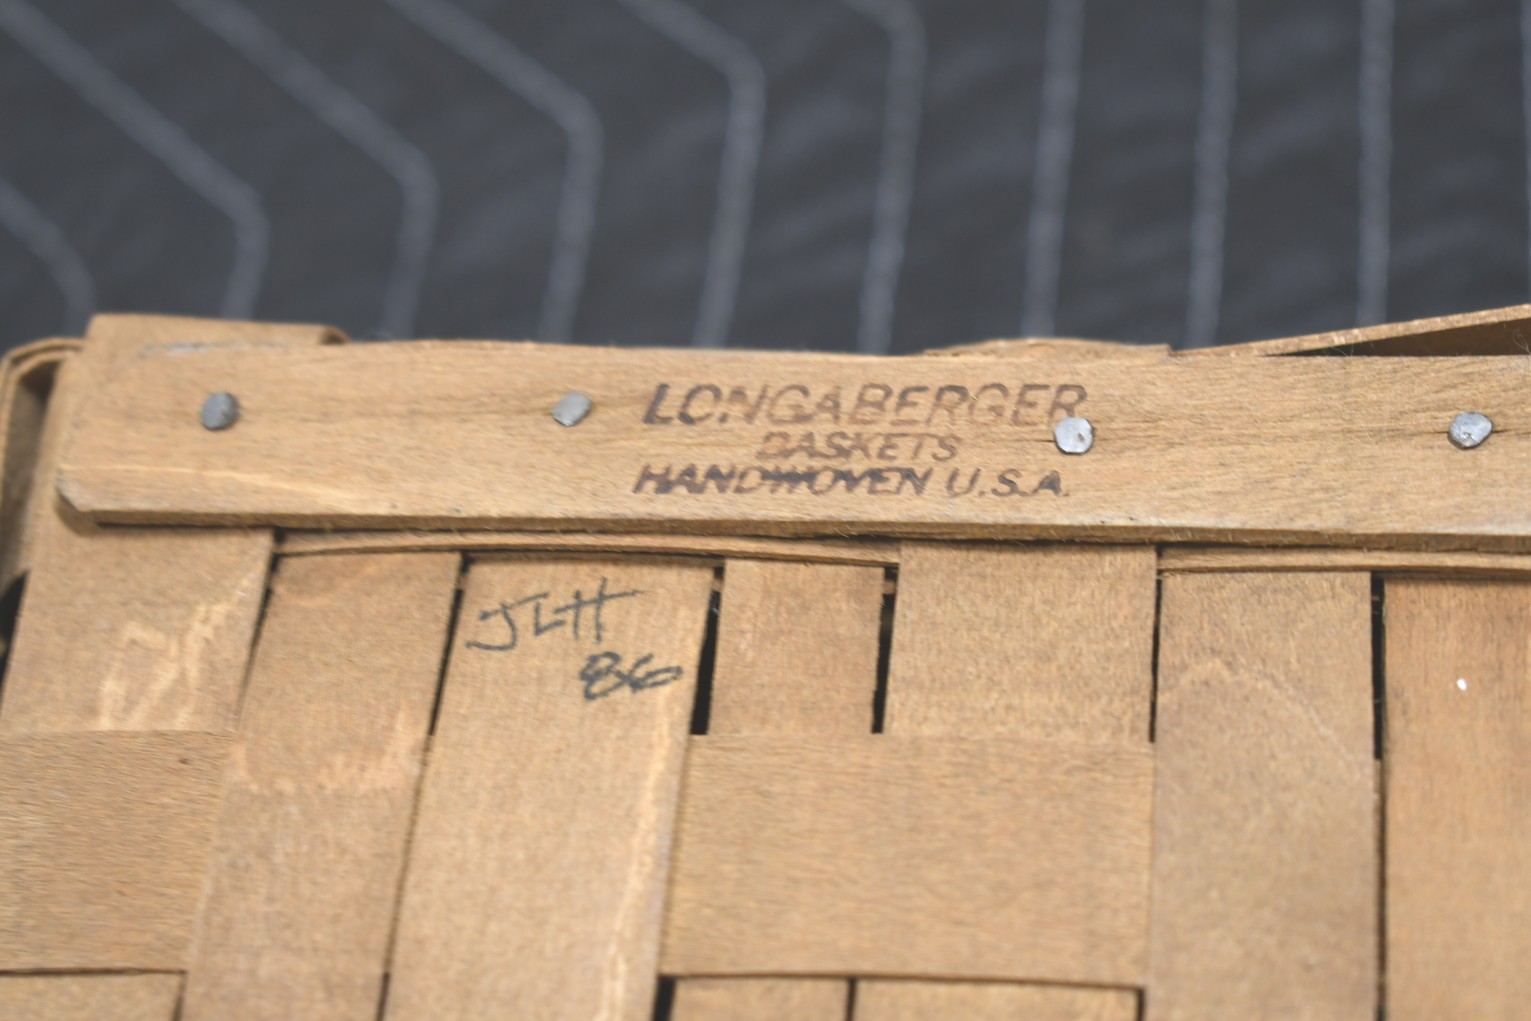 LONGABERGER
BASKETS
HANDWOVEN U.S.A.
JLH
86